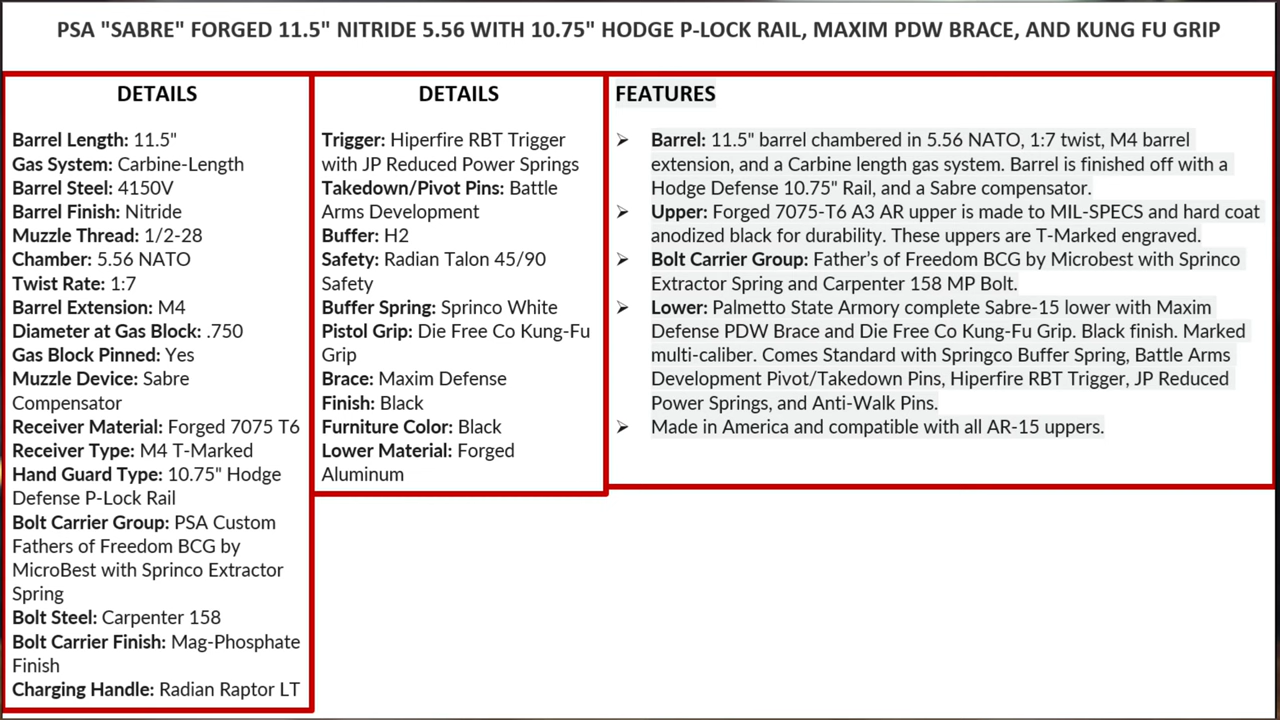 PSA "SABRE" FORGED 11.5" NITRIDE 5.56 WITH 10.75" HODGE P-LOCK RAIL, MAXIM PDW BRACE, AND KUNG FU GRIP
DETAILS
Barrel Length: 11.5"
Gas System: Carbine-Length
Barrel Steel: 4150V
Barrel Finish: Nitride
Muzzle Thread: 1/2-28
Chamber: 5.56 NATO
Twist Rate: 1:7
Barrel Extension: M4
Diameter at Gas Block: .750
Gas Block Pinned: Yes
Muzzle Device: Sabre
Compensator
Receiver Material: Forged 7075 T6
Receiver Type: M4 T-Marked
Hand Guard Type: 10.75" Hodge
Defense P-Lock Rail
Bolt Carrier Group: PSA Custom
Fathers of Freedom BCG by
MicroBest with Sprinco Extractor
Spring
Bolt Steel: Carpenter 158
Bolt Carrier Finish: Mag-Phosphate
Finish
Charging Handle: Radian Raptor LT
DETAILS
Trigger: Hiperfire RBT Trigger
with JP Reduced Power Springs
Takedown/Pivot Pins: Battle
Arms Development
Buffer: H2
Safety: Radian Talon 45/90
Safety
Buffer Spring: Sprinco White
Pistol Grip: Die Free Co Kung-Fu
Grip
Brace: Maxim Defense
Finish: Black
Furniture Color: Black
Lower Material: Forged
Aluminum
FEATURES
➢ Barrel: 11.5" barrel chambered in 5.56 NATO, 1:7 twist, M4 barrel
extension, and a Carbine length gas system. Barrel is finished off with a
Hodge Defense 10.75" Rail, and a Sabre compensator.
➢ Upper: Forged 7075-T6 A3 AR upper is made to MIL-SPECS and hard coat
anodized black for durability. These uppers are T-Marked engraved.
➢ Bolt Carrier Group: Father's of Freedom BCG by Microbest with Sprinco
Extractor Spring and Carpenter 158 MP Bolt.
➢ Lower: Palmetto State Armory complete Sabre-15 lower with Maxim
Defense PDW Brace and Die Free Co Kung-Fu Grip. Black finish. Marked
multi-caliber. Comes Standard with Springco Buffer Spring, Battle Arms
Development Pivot/Takedown Pins, Hiperfire RBT Trigger, JP Reduced
Power Springs, and Anti-Walk Pins.
➢ Made in America and compatible with all AR-15 uppers.